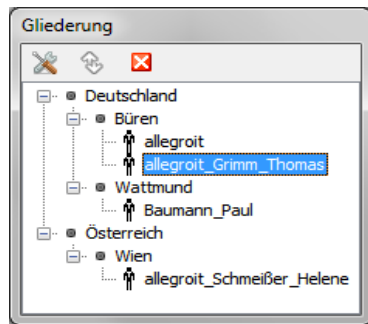 Gliederung
Deutschland
Büren
allegroit
allegroit_Grimm_Thomas
Wattmund
Baumann_Paul
Österreich
Wien
allegroit_Schmeißer_Helene